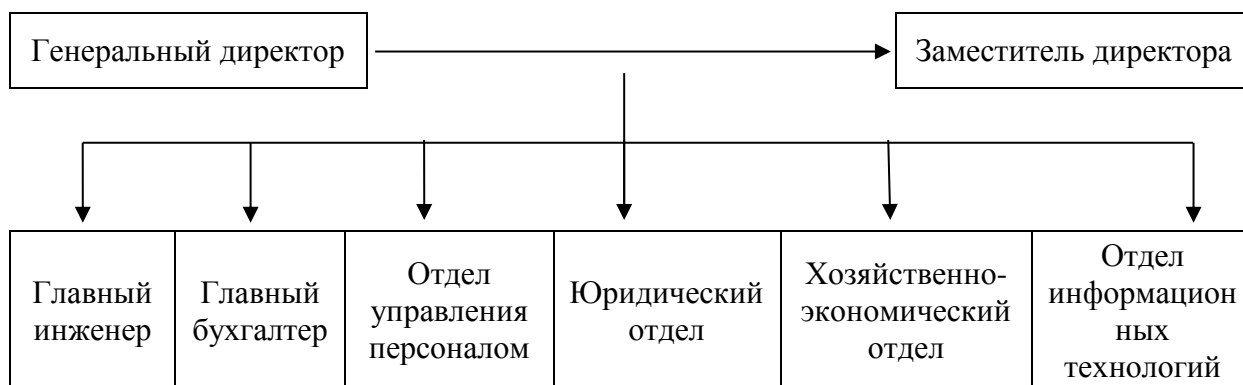 Генеральный директор
Заместитель директора
Главный
инженер
Главный
бухгалтер
Отдел
управления
персоналом
Юридический
отдел
Хозяйственно-
экономический
отдел
Отдел
информацион
ных
технологий